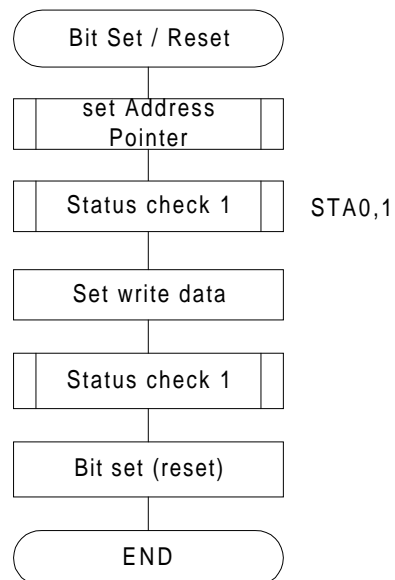 Bit Set / Reset
set Address
Pointer
Status check 1
STA0,1
Set write data
Status check 1
Bit set (reset)
END